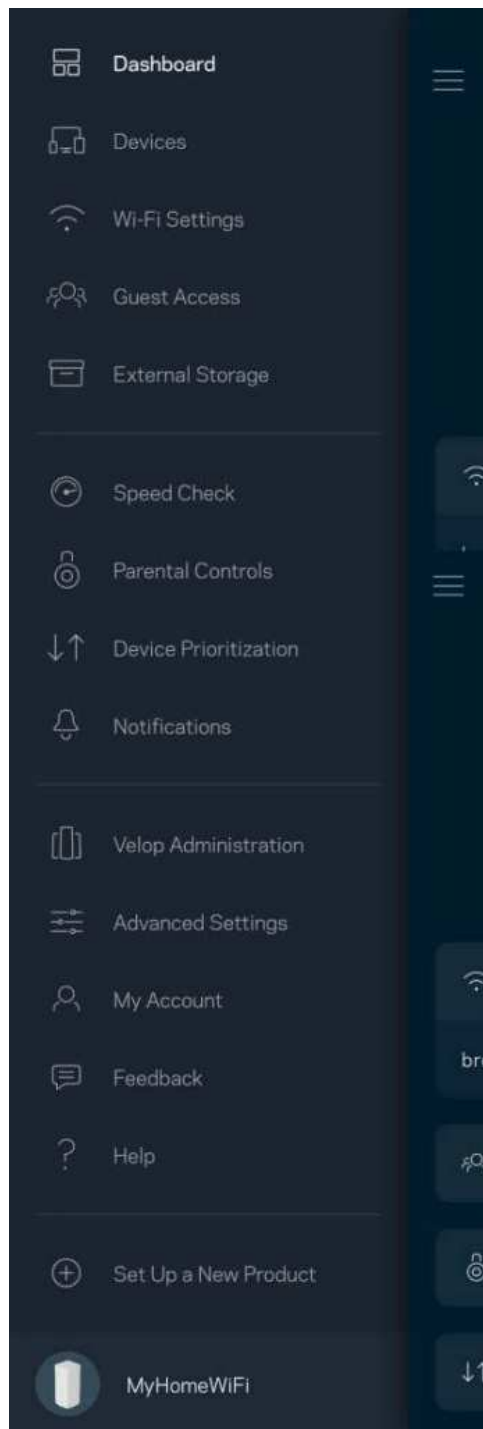 Dashboard
Devices
Wi-Fi Settings
Guest Access
External Storage
Speed Check
Parental Controls
Device Prioritization
Notifications
Velop Administration
Advanced Settings
My Account
bre
Feedback
Help
Set Up a New Product
MyHomeWiFi